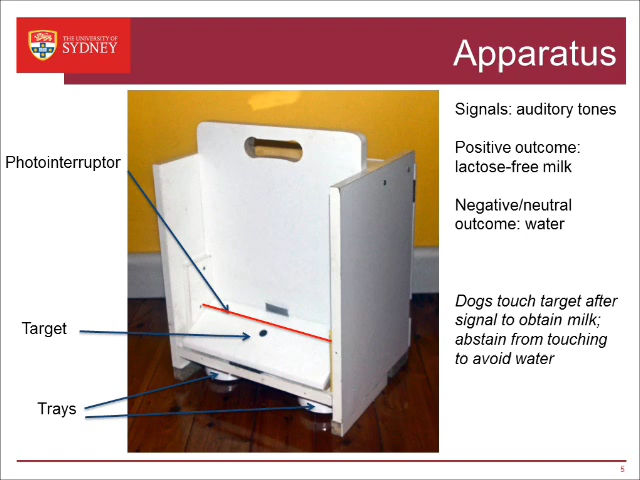 THE UNIVERSITY OF
SYDNEY
Apparatus
Photointerruptor
Target
Trays
Signals: auditory tones
Positive outcome:
lactose-free milk
Negative/neutral
outcome: water
Dogs touch target after
signal to obtain milk;
abstain from touching
to avoid water
5